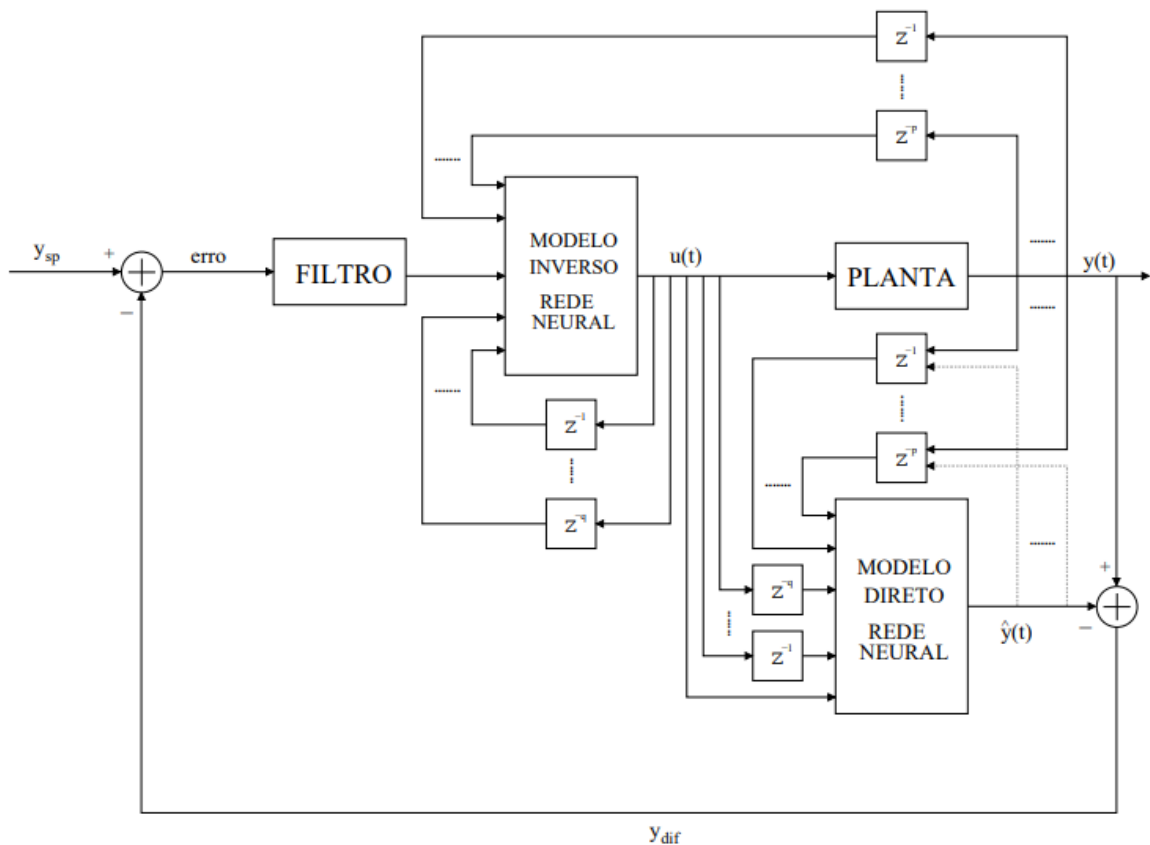 z⁻¹
z⁻ᵖ
MODELO
INVERSO
REDE
NEURAL
y_sp
+
−
erro
FILTRO
u(t)
PLANTA
y(t)
z⁻¹
z⁻ᵖ
z⁻¹
z⁻q
MODELO
DIRETO
REDE
NEURAL
z⁻q
z⁻¹
ŷ(t)
+
−
y_dif